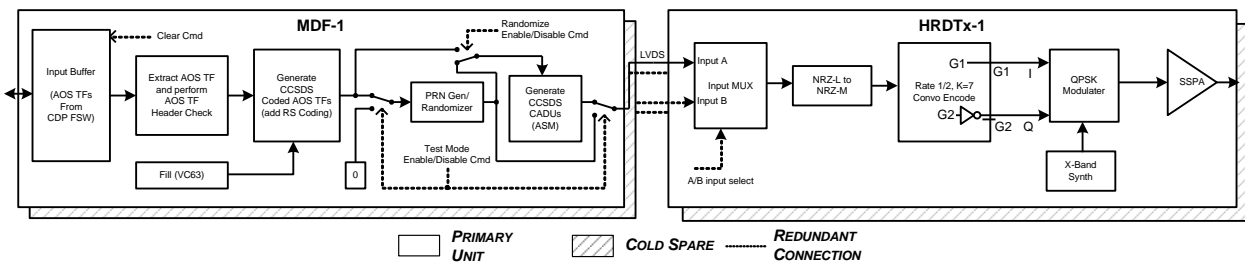 MDF-1
Input Buffer
(AOS TFs
From
CDP FSW)
Clear Cmd
Extract AOS TF
and perform
AOS TF
Header Check
Generate
CCSDS
Coded AOS TFs
(add RS Coding)
Fill (VC63)
0
PRN Gen/
Randomizer
Randomize
Enable/Disable Cmd
Generate
CCSDS
CADUs
(ASM)
Test Mode
Enable/Disable Cmd
LVDS
HRDTx-1
Input A
Input MUX
Input B
A/B input select
NRZ-L to
NRZ-M
G1
Rate 1/2, K=7
Convo Encode
G2
G1
I
G2
Q
QPSK
Modulater
X-Band
Synth
SSPA
PRIMARY
UNIT
COLD SPARE
REDUNDANT
CONNECTION